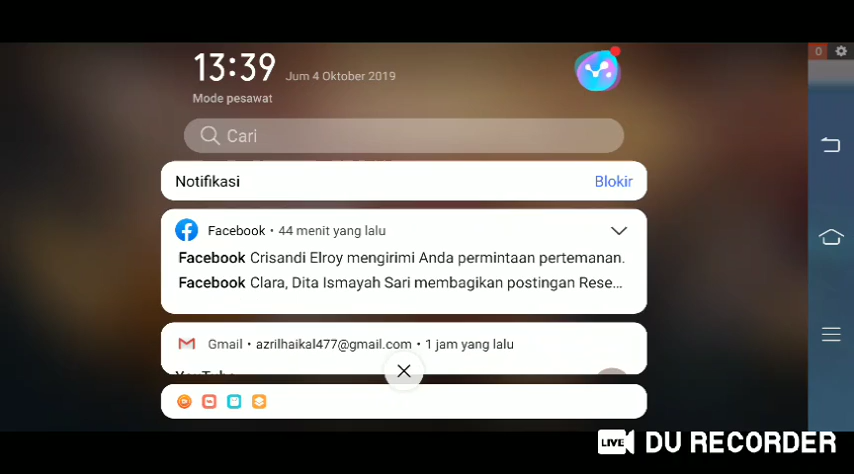 13:39 Jum 4 Oktober 2019
0
Mode pesawat
Cari
Notifikasi Blokir
Facebook • 44 menit yang lalu
Facebook Crisandi Elroy mengirimi Anda permintaan pertemanan.
Facebook Clara, Dita Ismayah Sari membagikan postingan Rese...
Gmail • azrilhaikal477@gmail.com • 1 jam yang lalu
YouTube
LIVE DU RECORDER